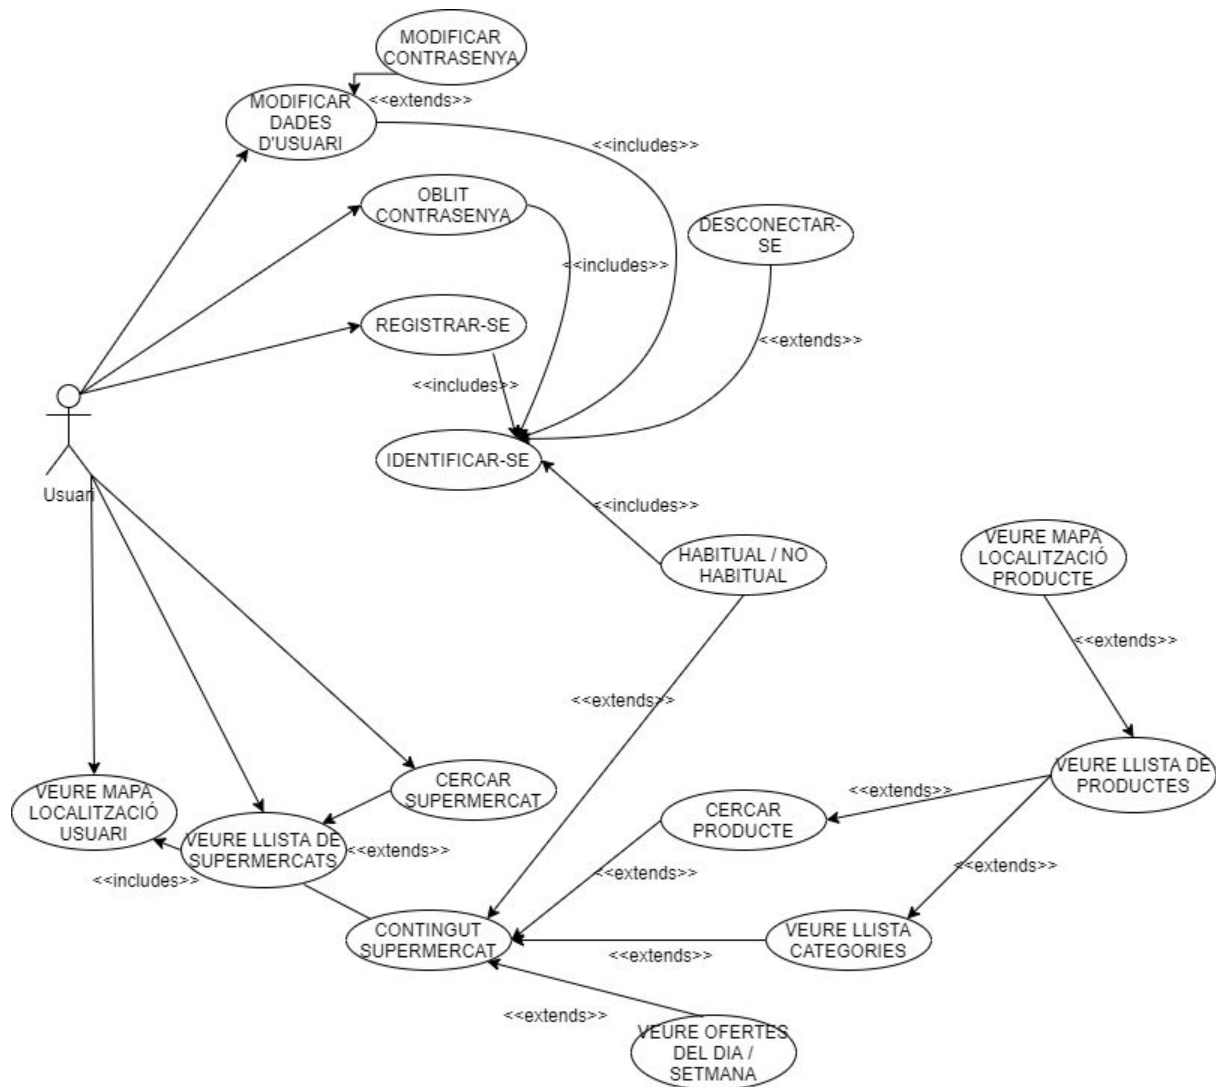 MODIFICAR
CONTRASENYA
<<extends>>
MODIFICAR
DADES
D'USUARI
<<includes>>
OBLIT
CONTRASENYA
DESCONECTAR-
SE
<<includes>>
REGISTRAR-SE
<<extends>>
<<includes>>
IDENTIFICAR-SE
Usuari
<<includes>>
HABITUAL / NO
HABITUAL
VEURE MAPA
LOCALITZACIÓ
PRODUCTE
<<extends>>
<<extends>>
VEURE MAPA
LOCALITZACIÓ
USUARI
CERCAR
SUPERMERCAT
VEURE LLISTA DE
PRODUCTES
<<extends>>
CERCAR
PRODUCTE
VEURE LLISTA DE
SUPERMERCATS
<<extends>>
<<includes>>
<<extends>>
<<extends>>
CONTINGUT
SUPERMERCAT
VEURE LLISTA
CATEGORIES
<<extends>>
<<extends>>
VEURE OFERTES
DEL DIA /
SETMANA